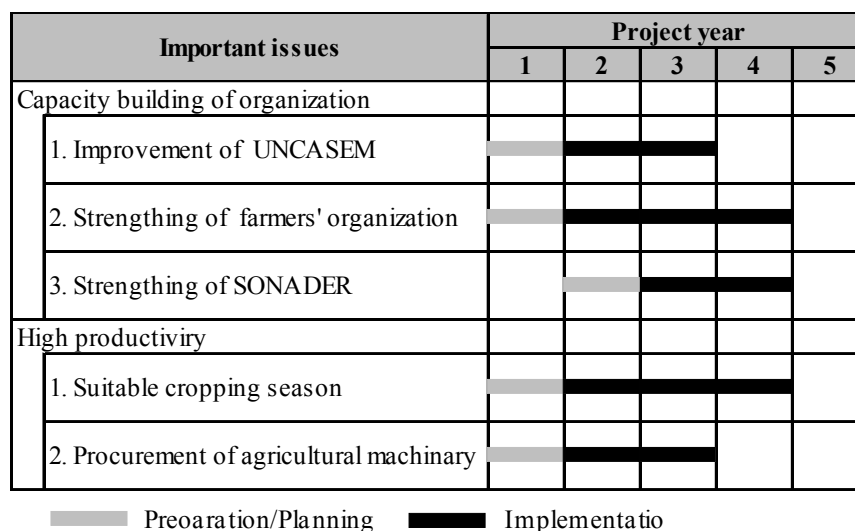 Important issues
Project year
1 2 3 4 5
Capacity building of organization
1. Improvement of UNCASEM
2. Strengthing of farmers' organization
3. Strengthing of SONADER
High productiviry
1. Suitable cropping season
2. Procurement of agricultural machinary
Preoaration/Planning Implementatio